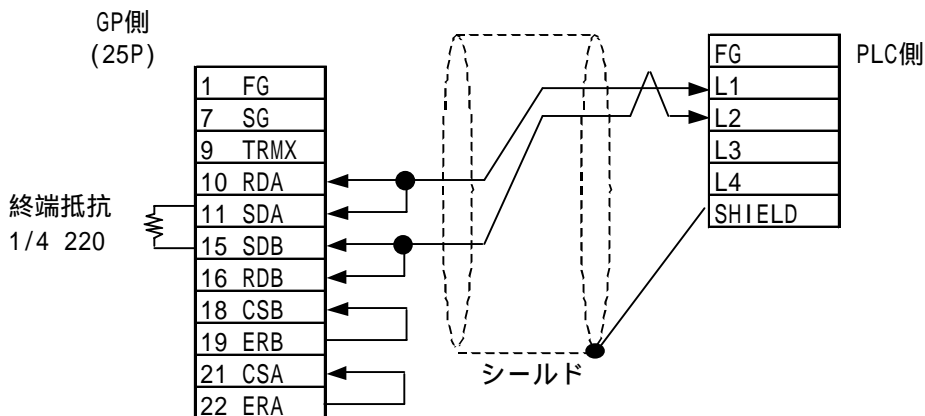 GP側
(25P)
1 FG
7 SG
9 TRMX
10 RDA
11 SDA
15 SDB
16 RDB
18 CSB
19 ERB
21 CSA
22 ERA
終端抵抗
1/4 220
シールド
FG
L1
L2
L3
L4
SHIELD
PLC側